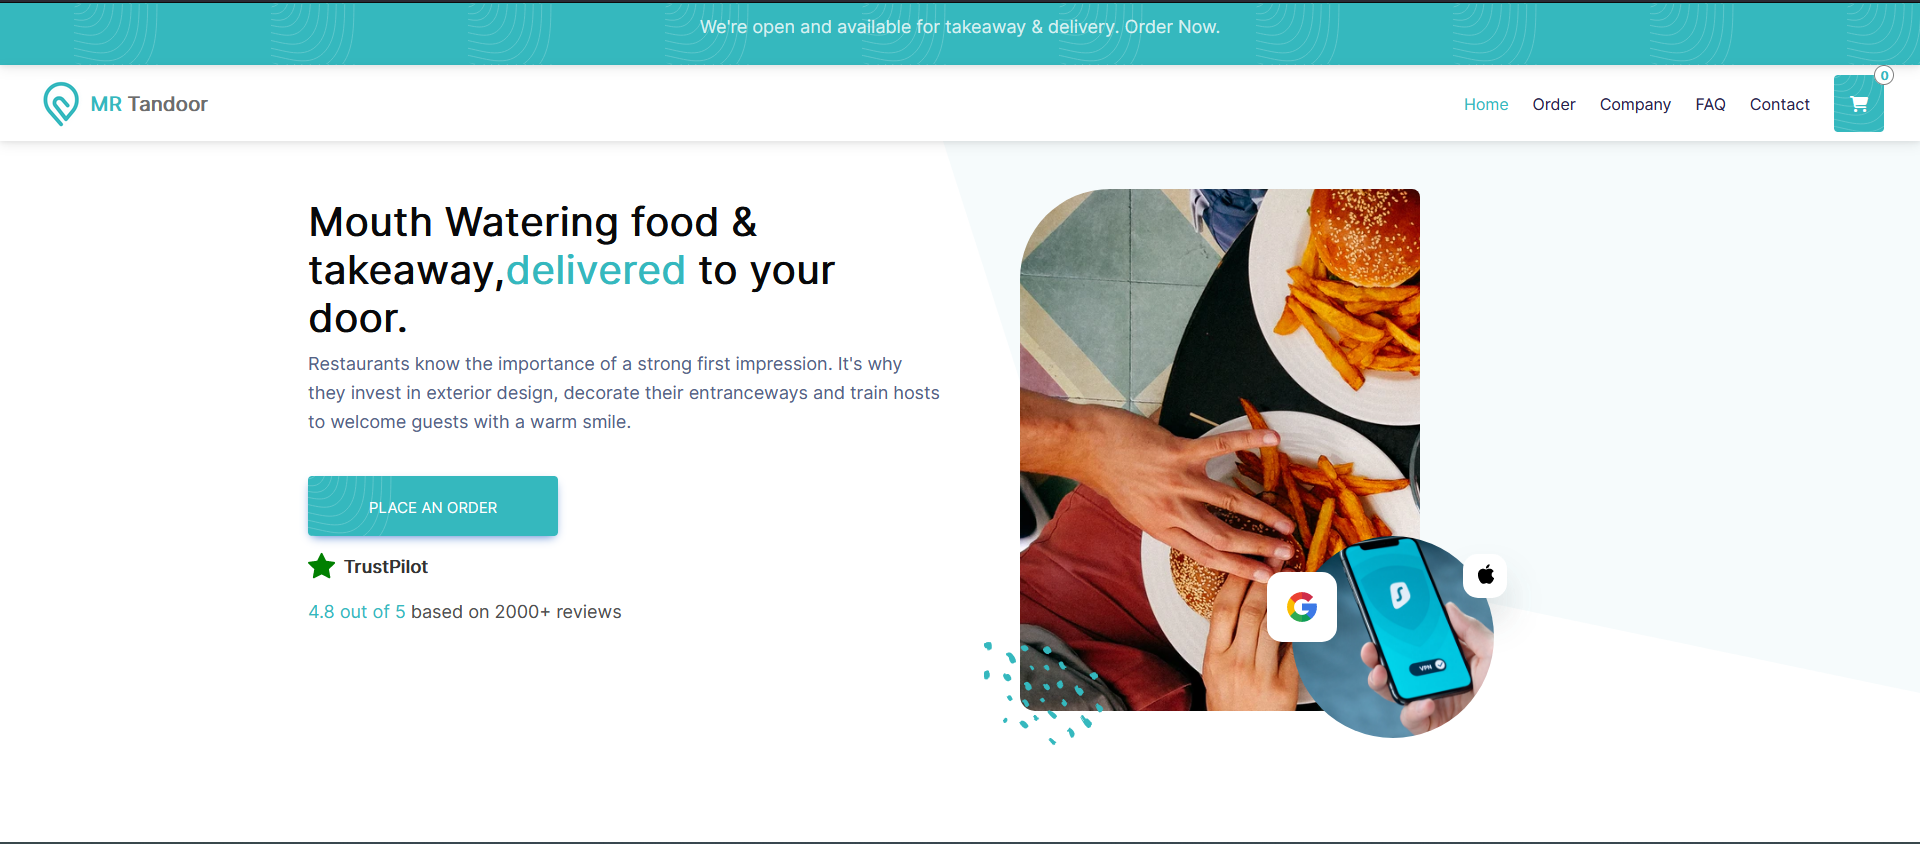 We're open and available for takeaway & delivery. Order Now.
MR Tandoor
Home Order Company FAQ Contact
0
Mouth Watering food &
takeaway,delivered to your
door.
Restaurants know the importance of a strong first impression. It's why
they invest in exterior design, decorate their entranceways and train hosts
to welcome guests with a warm smile.
PLACE AN ORDER
TrustPilot
4.8 out of 5 based on 2000+ reviews
G
VPN